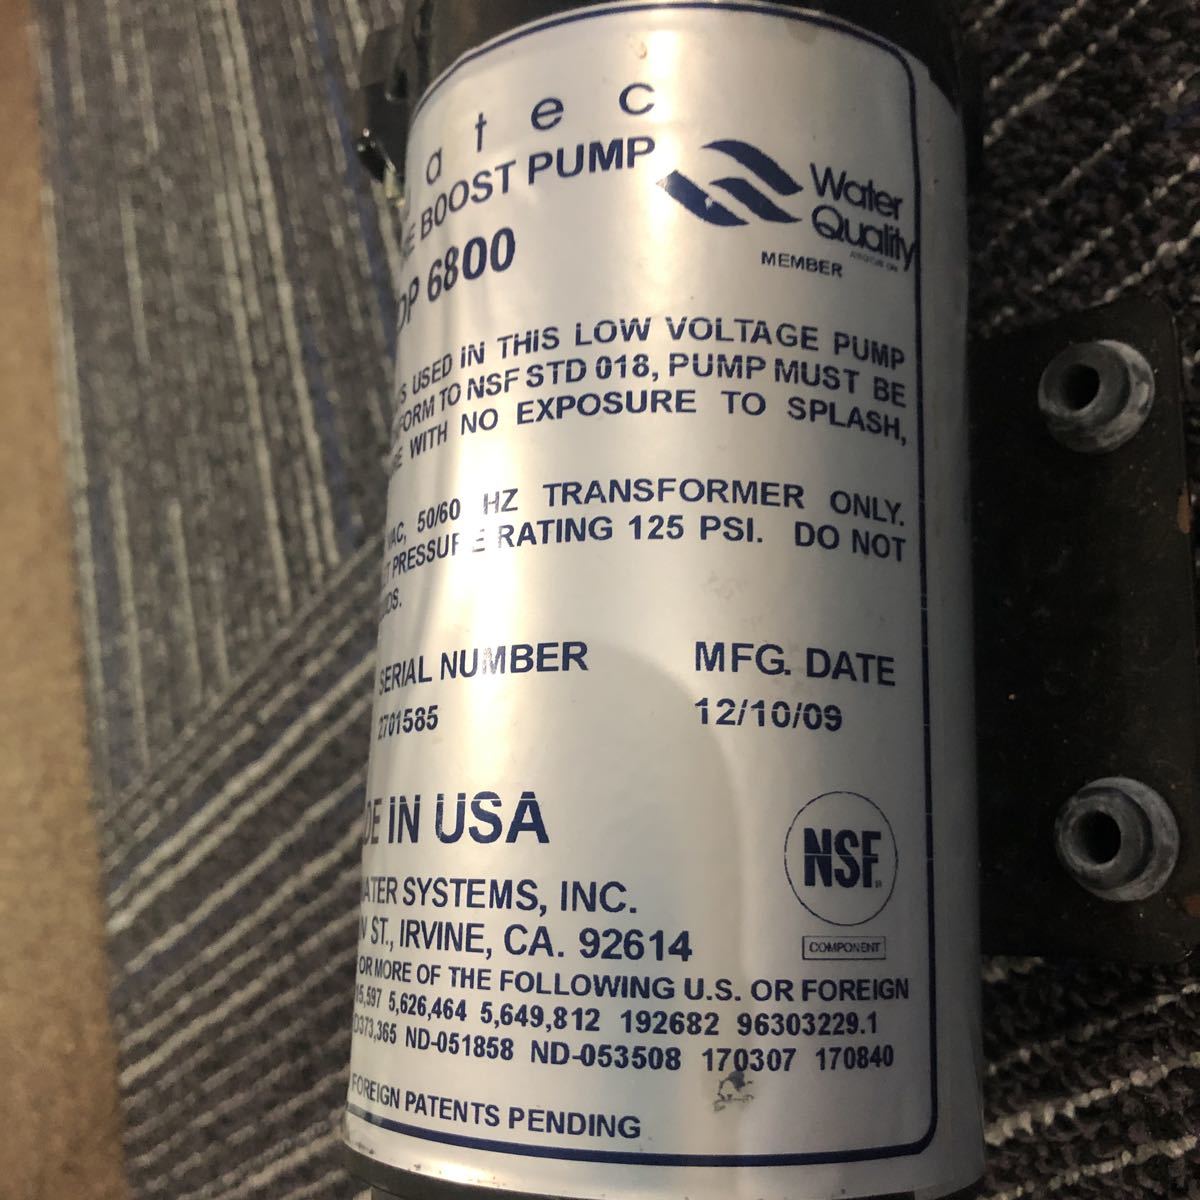 a t e c
BOOST PUMP
6800
Water
Quality
MEMBER
USED IN THIS LOW VOLTAGE PUMP
TO NSF STD 018, PUMP MUST BE
WITH NO EXPOSURE TO SPLASH,
VAC, 50/60 HZ TRANSFORMER ONLY.
PRESSURE RATING 125 PSI. DO NOT
SERIAL NUMBER
MFG. DATE
2701585
12/10/09
IN USA
NSF
SYSTEMS, INC.
ST., IRVINE, CA. 92614
COMPONENT
OR MORE OF THE FOLLOWING U.S. OR FOREIGN
5,626,464 5,649,812 192682 96303229.1
ND-051858 ND-053508 170307 170840
FOREIGN PATENTS PENDING